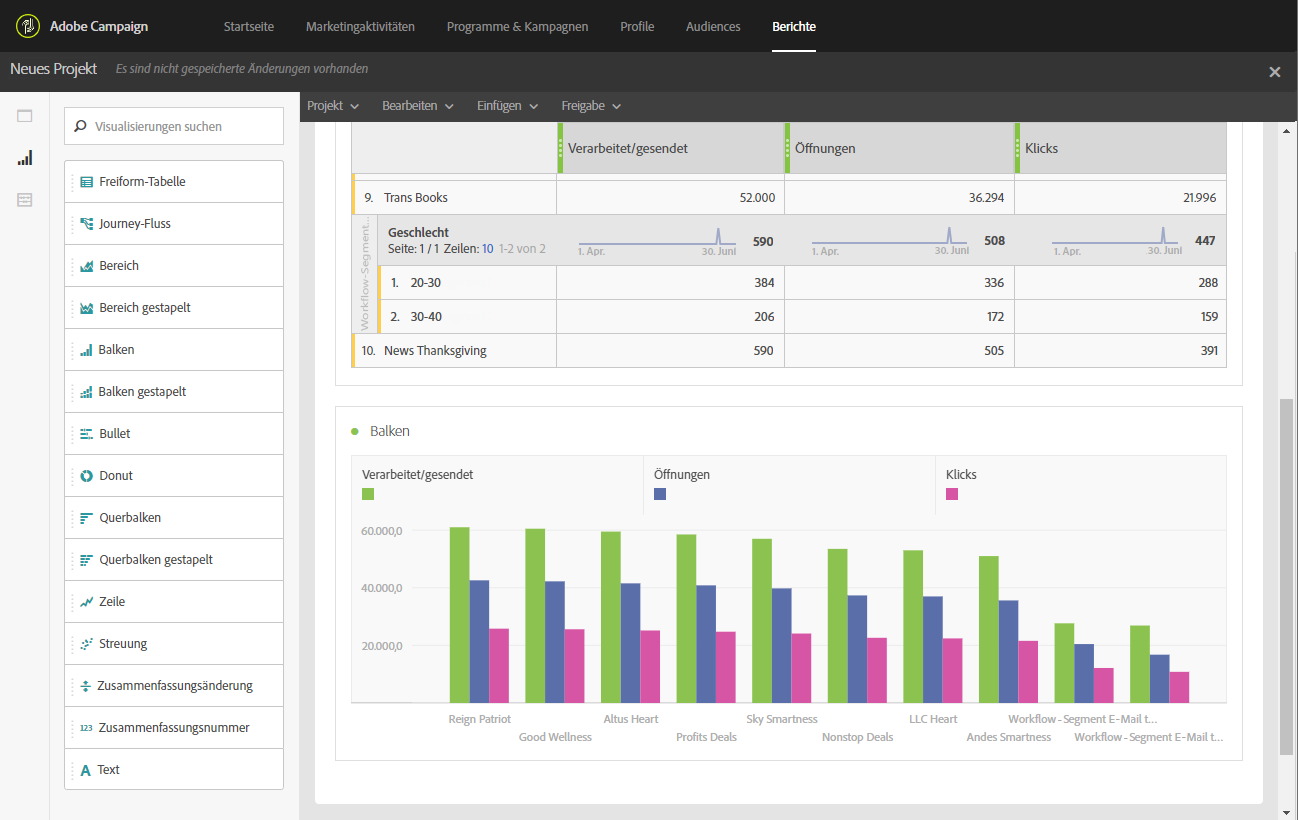 Adobe Campaign Startseite Marketingaktivitäten Programme & Kampagnen Profile Audiences Berichte
Neues Projekt Es sind nicht gespeicherte Änderungen vorhanden
Projekt Bearbeiten Einfügen Freigabe
Visualisierungen suchen
Freiform-Tabelle
Journey-Fluss
Bereich
Bereich gestapelt
Balken
Balken gestapelt
Bullet
Donut
Querbalken
Querbalken gestapelt
Zeile
Streuung
Zusammenfassungsänderung
123 Zusammenfassungsnummer
A Text
Verarbeitet/gesendet Öffnungen Klicks
9. Trans Books 52.000 36.294 21.996
Workflow-Segment...
Geschlecht
Seite: 1 / 1 Zeilen: 10 1-2 von 2
1. Apr. 30. Juni 590
1. Apr. 30. Juni 508
1. Apr. 30. Juni 447
1. 20-30 384 336 288
2. 30-40 206 172 159
10. News Thanksgiving 590 505 391
Balken
Verarbeitet/gesendet Öffnungen Klicks
60.000,0
40.000,0
20.000,0
Reign Patriot Altus Heart Sky Smartness LLC Heart Workflow - Segment E-Mail t...
Good Wellness Profits Deals Nonstop Deals Andes Smartness Workflow - Segment E-Mail t...